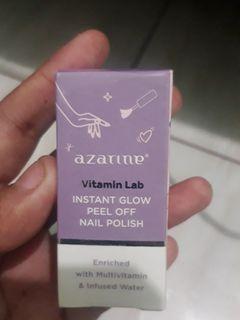 azarine®
Vitamin Lab
INSTANT GLOW
PEEL OFF
NAIL POLISH
Enriched
with Multivitamin
& Infused Water